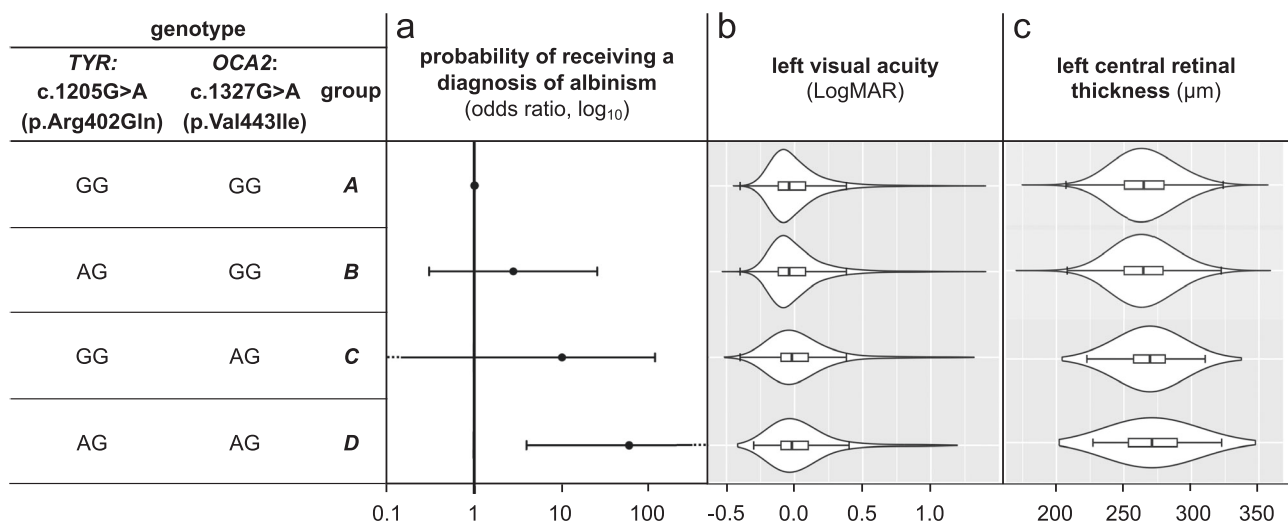 genotype
TYR:
c.1205G>A
(p.Arg402Gln)
OCA2:
c.1327G>A
(p.Val443Ile)
group
a
probability of receiving a
diagnosis of albinism
(odds ratio, log₁₀)
b
left visual acuity
(LogMAR)
c
left central retinal
thickness (µm)
GG GG A
AG GG B
GG AG C
AG AG D
0.1 1 10 100
-0.5 0.0 0.5 1.0
200 250 300 350